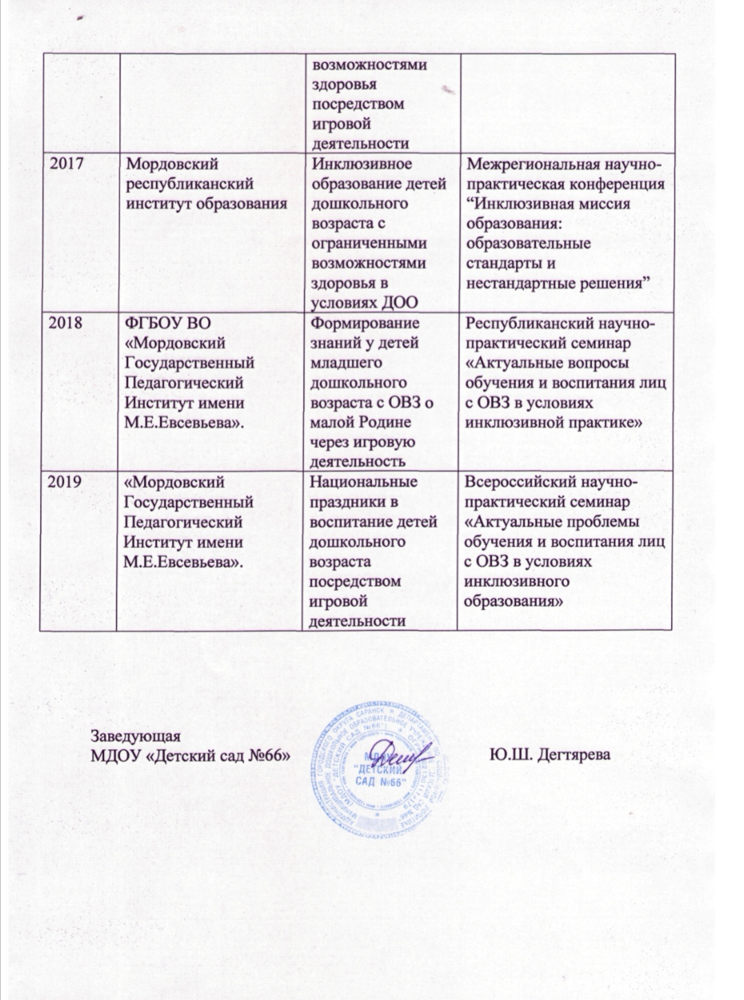 возможностями
здоровья
посредством
игровой
деятельности
2017
Мордовский
республиканский
институт образования
Инклюзивное
образование детей
дошкольного
возраста с
ограниченными
возможностями
здоровья в
условиях ДОО
Межрегиональная научно-
практическая конференция
“Инклюзивная миссия
образования:
образовательные
стандарты и
нестандартные решения”
2018
ФГБОУ ВО
«Мордовский
Государственный
Педагогический
Институт имени
М.Е.Евсевьева».
Формирование
знаний у детей
младшего
дошкольного
возраста с ОВЗ о
малой Родине
через игровую
деятельность
Республиканский научно-
практический семинар
«Актуальные вопросы
обучения и воспитания лиц
с ОВЗ в условиях
инклюзивной практике»
2019
«Мордовский
Государственный
Педагогический
Институт имени
М.Е.Евсевьева».
Национальные
праздники в
воспитание детей
дошкольного
возраста
посредством
игровой
деятельности
Всероссийский научно-
практический семинар
«Актуальные проблемы
обучения и воспитания лиц
с ОВЗ в условиях
инклюзивного
образования»
Заведующая
МДОУ «Детский сад №66»
Ю.Ш. Дегтярева
МДОУ
"ДЕТСКИЙ
САД №66"